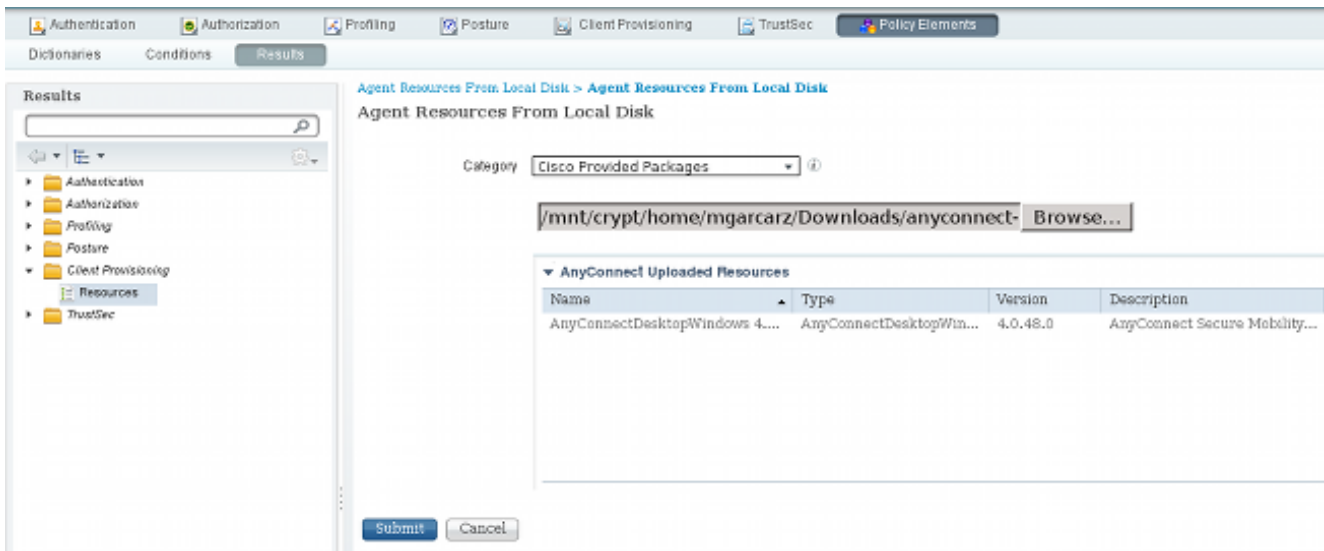 Authentication Authorization Profiling Posture Client Provisioning TrustSec Policy Elements
Dictionaries Conditions Results
Results
Authentication
Authorization
Profiling
Posture
Client Provisioning
Resources
TrustSec
Agent Resources From Local Disk > Agent Resources From Local Disk
Agent Resources From Local Disk
Category Cisco Provided Packages
/mnt/crypt/home/mgarcarz/Downloads/anyconnect- Browse...
AnyConnect Uploaded Resources
Name Type Version Description
AnyConnectDesktopWindows 4.... AnyConnectDesktopWin... 4.0.48.0 AnyConnect Secure Mobility...
Submit Cancel